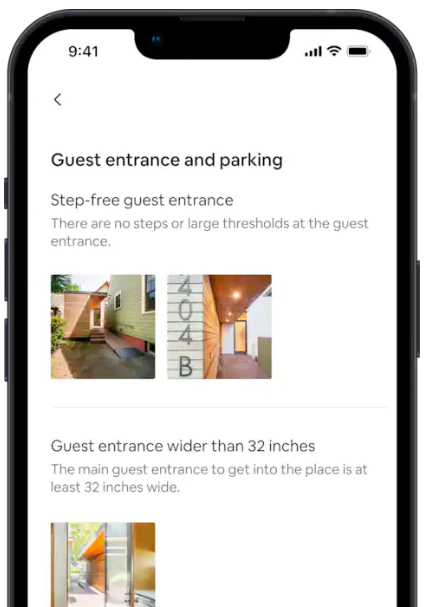 9:41
Guest entrance and parking
Step-free guest entrance
There are no steps or large thresholds at the guest
entrance.
404B
Guest entrance wider than 32 inches
The main guest entrance to get into the place is at
least 32 inches wide.